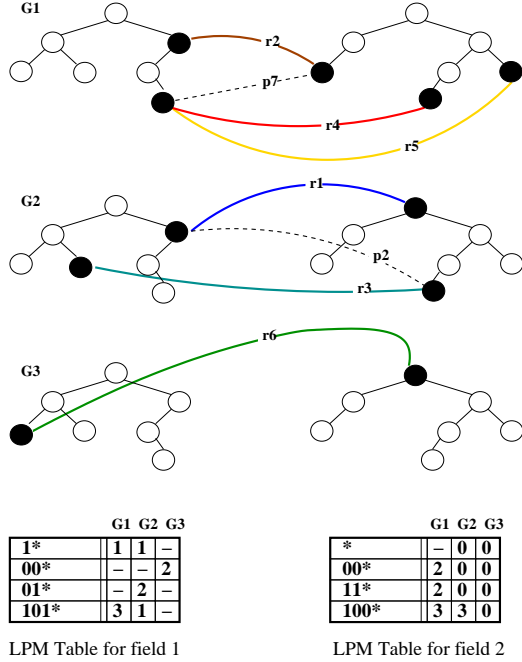 G1
r2
p7
r4
r5
G2
r1
p2
r3
G3
r6
G1 G2 G3
1* 1 1 –
00* – – 2
01* – 2 –
101* 3 1 –
LPM Table for field 1
G1 G2 G3
* – 0 0
00* 2 0 0
11* 2 0 0
100* 3 3 0
LPM Table for field 2